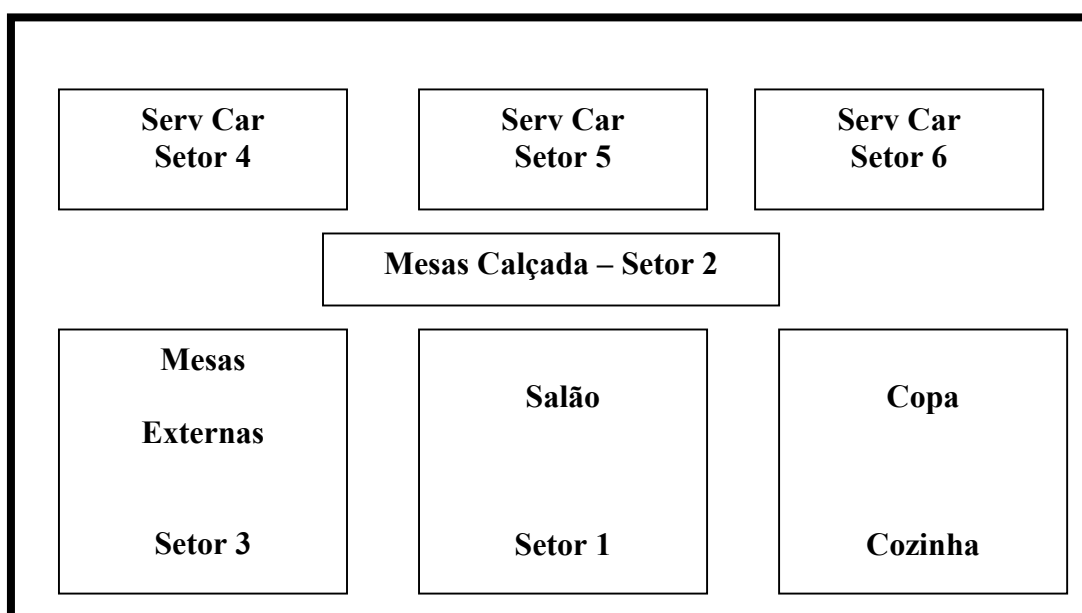 Serv Car
Setor 4
Serv Car
Setor 5
Serv Car
Setor 6
Mesas Calçada – Setor 2
Mesas
Externas
Setor 3
Salão
Setor 1
Copa
Cozinha